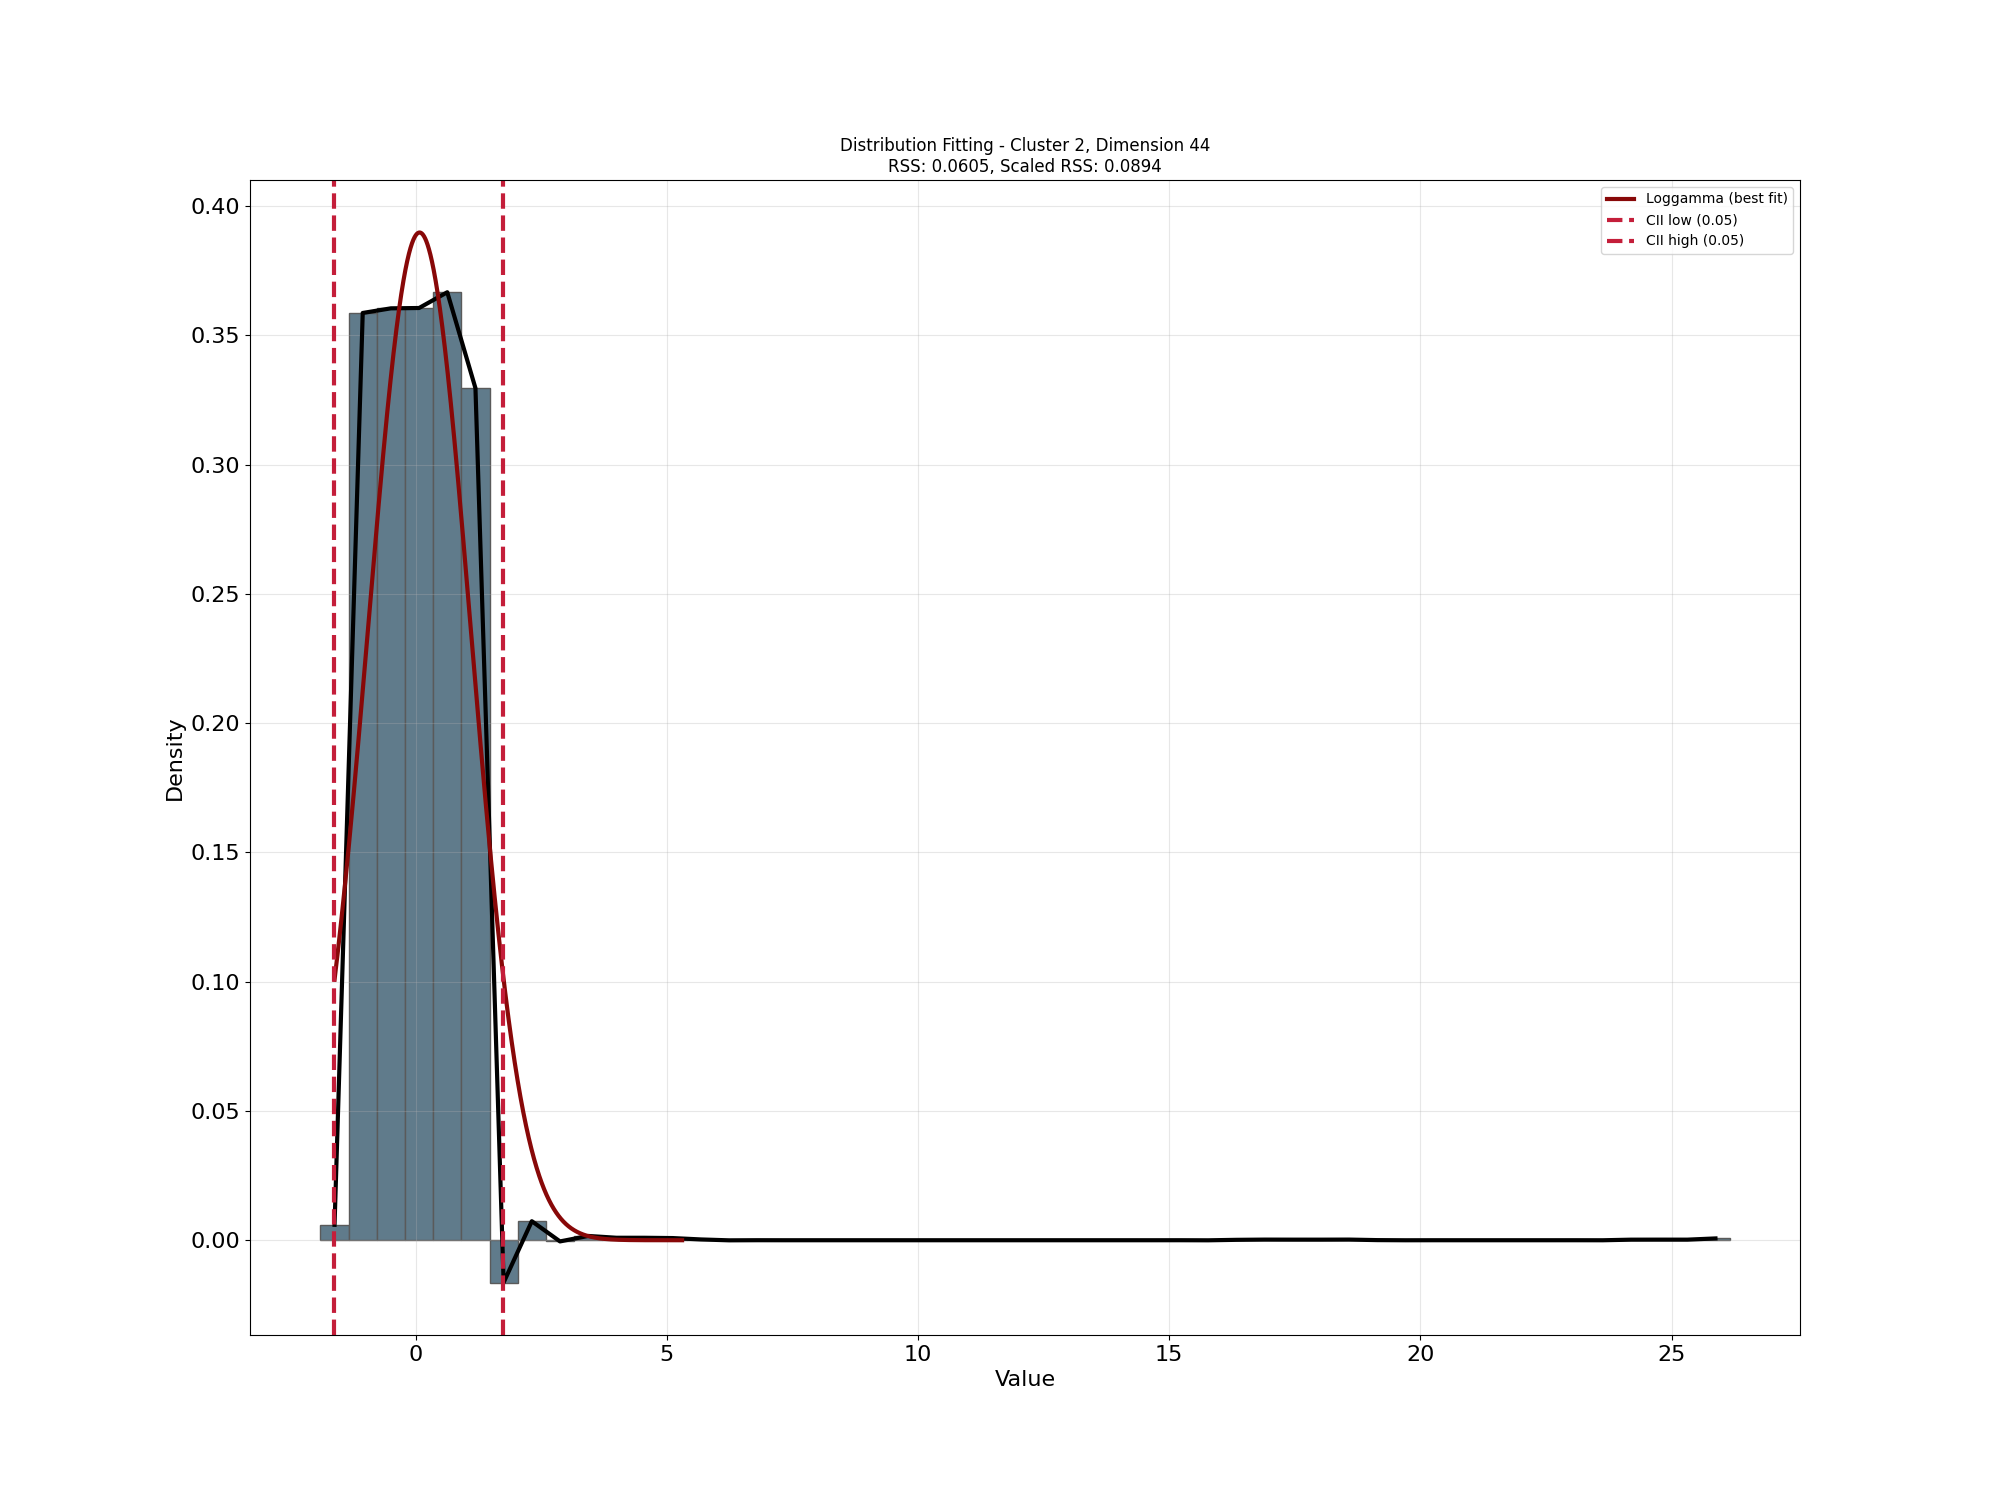 Distribution Fitting - Cluster 2, Dimension 44
RSS: 0.0605, Scaled RSS: 0.0894
Loggamma (best fit)
CII low (0.05)
CII high (0.05)
0.40
0.35
0.30
0.25
0.20
0.15
0.10
0.05
0.00
Density
0
5
10
15
20
25
Value